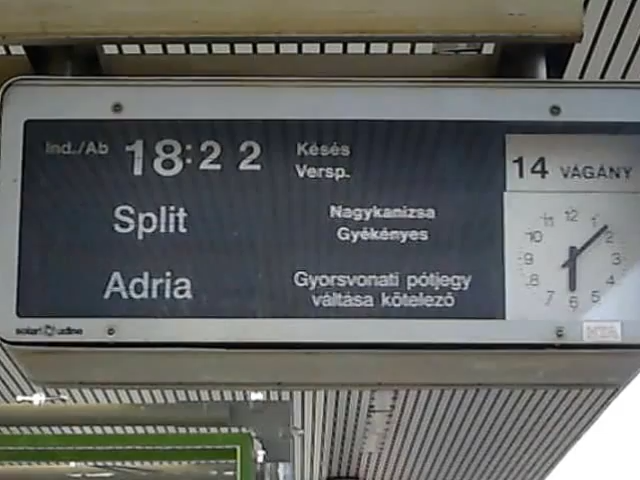 Ind./Ab 18:22 Késés
Versp.
14 VÁGÁNY
Split
Nagykanizsa
Gyékényes
Adria
Gyorsvonati pótjegy
váltása kötelező
12
1
2
3
4
5
6
7
8
9
10
11
solari udine